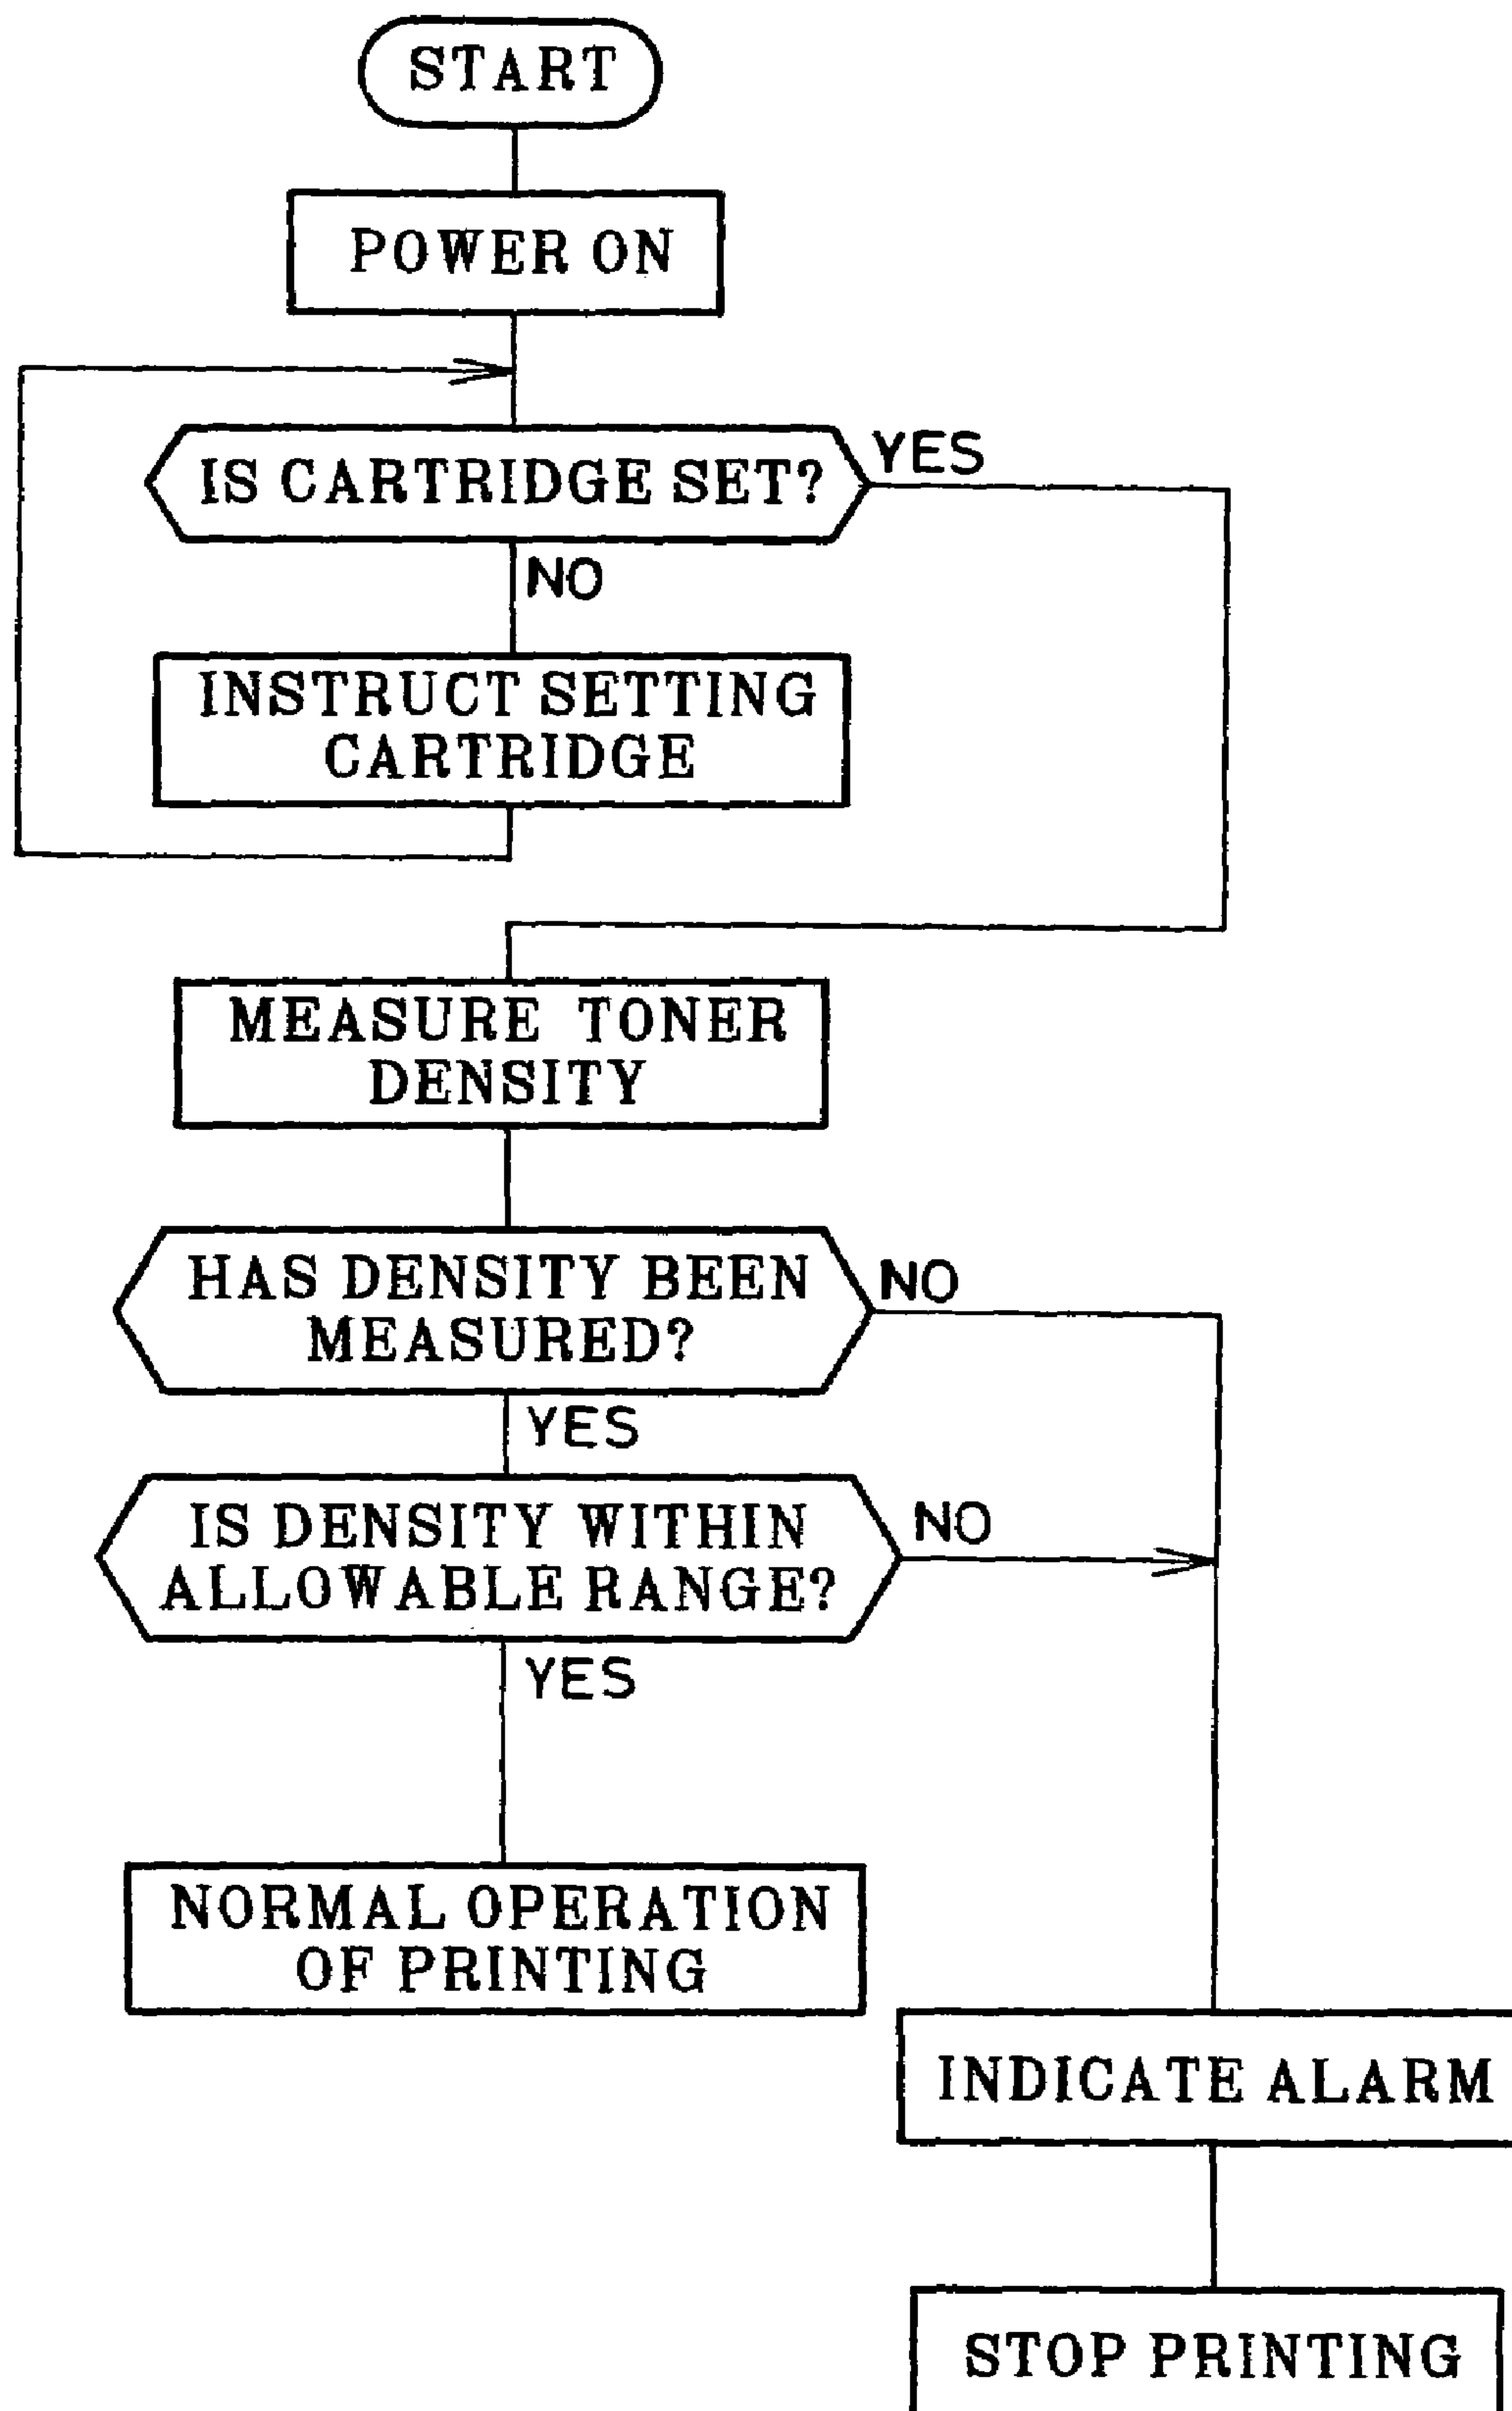 START
POWER ON
IS CARTRIDGE SET?
YES
NO
INSTRUCT SETTING
CARTRIDGE
MEASURE TONER
DENSITY
HAS DENSITY BEEN
MEASURED?
NO
YES
IS DENSITY WITHIN
ALLOWABLE RANGE?
NO
YES
NORMAL OPERATION
OF PRINTING
INDICATE ALARM
STOP PRINTING